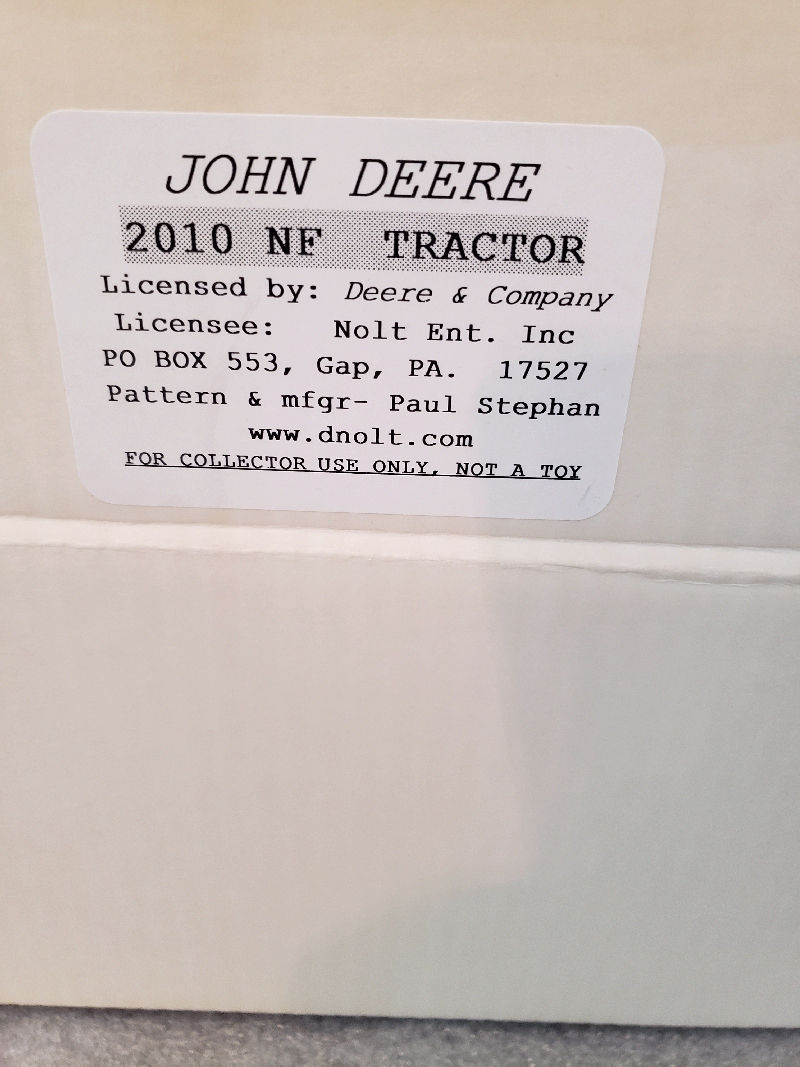 JOHN DEERE
2010 NF TRACTOR
Licensed by: Deere & Company
Licensee: Nolt Ent. Inc
PO BOX 553, Gap, PA. 17527
Pattern & mfgr- Paul Stephan
www.dnolt.com
FOR COLLECTOR USE ONLY, NOT A TOY